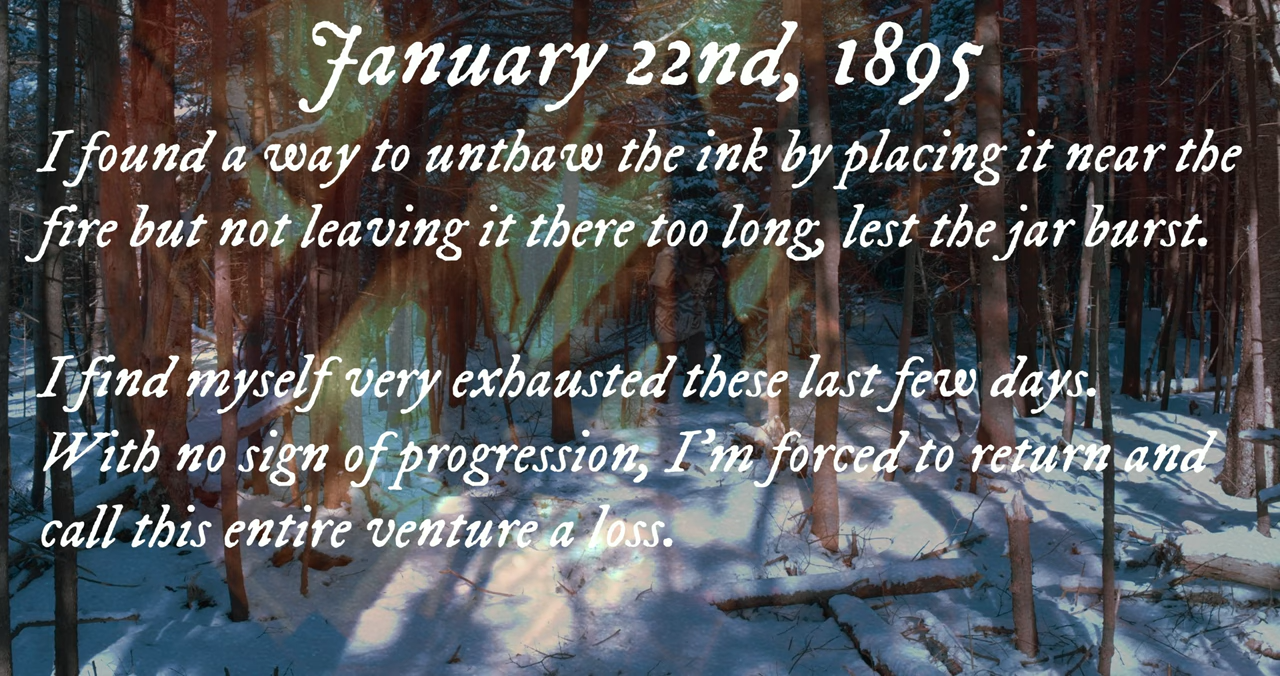 January 22nd, 1895
I found a way to unthaw the ink by placing it near the
fire but not leaving it there too long, lest the jar burst.
I find myself very exhausted these last few days.
With no sign of progression, I'm forced to return and
call this entire venture a loss.